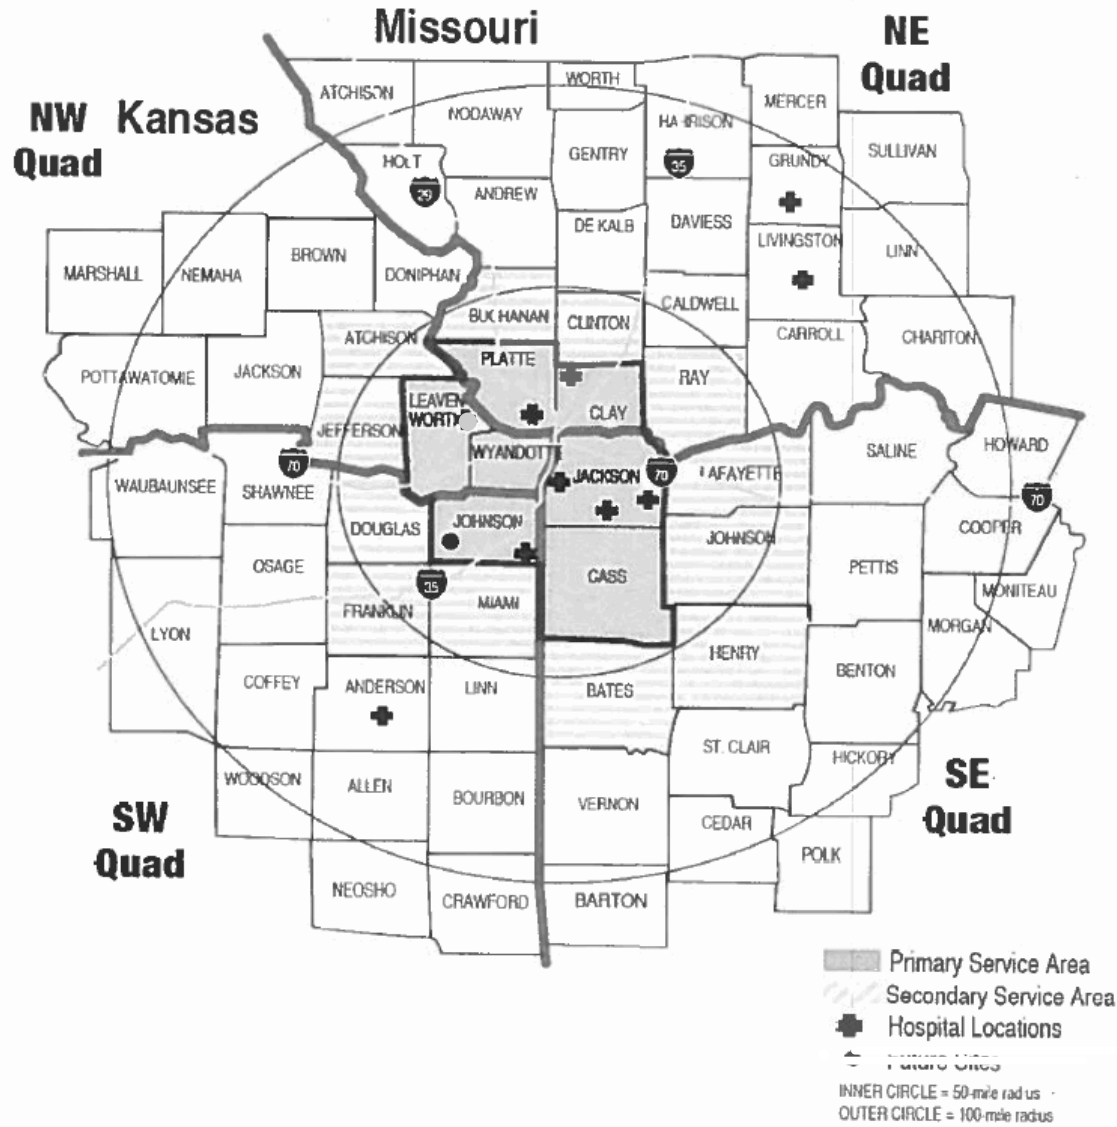 Missouri
NE
Quad
NW
Quad
Kansas
ATCHISON
NODAWAY
WORTH
HARRISON
MERCER
HOLT
29
ANDREW
GENTRY
35
GRUNDY
SULLIVAN
DE KALB
DAVIESS
LIVINGSTON
LINN
MARSHALL
NEMAHA
BROWN
DONIPHAN
BUCHANAN
CLINTON
CALDWELL
CARROLL
CHARITON
ATCHISON
PLATTE
POTTAWATOMIE
JACKSON
RAY
LEAVEN
WORTH
CLAY
JEFFERSON
WYANDOTTE
SALINE
HOWARD
70
JACKSON
70
LAFAYETTE
WAUBAUNSEE
SHAWNEE
70
DOUGLAS
JOHNSON
JOHNSON
COOPER
OSAGE
CASS
PETTIS
35
MONITEAU
FRANKLIN
MIAMI
LYON
MORGAN
HENRY
BENTON
COFFEY
ANDERSON
LINN
BATES
ST. CLAIR
HICKORY
SE
Quad
WOODSON
ALLEN
BOURBON
VERNON
SW
Quad
CEDAR
POLK
NEOSHO
CRAWFORD
BARTON
Primary Service Area
Secondary Service Area
Hospital Locations
Future Sites
INNER CIRCLE = 50-mile radius
OUTER CIRCLE = 100-mile radius